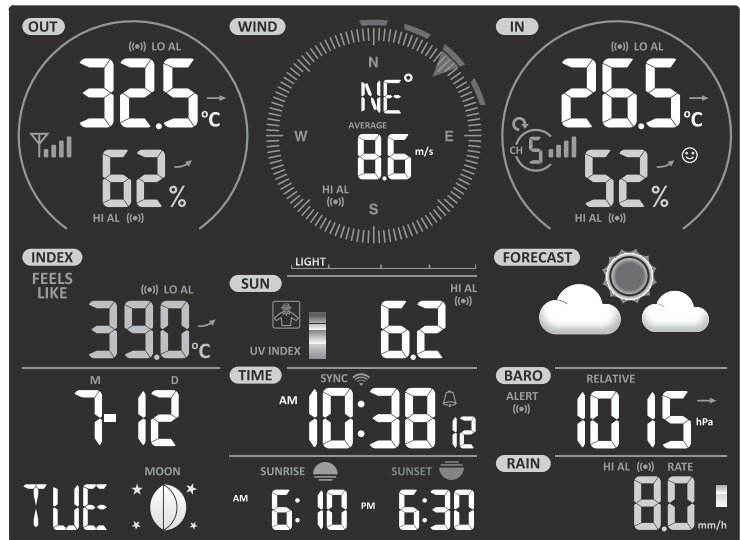 OUT
LO AL
32.5 °C
62 %
HI AL
WIND
N
NE°
W
E
AVERAGE
8.6 m/s
HI AL
S
IN
LO AL
26.5 °C
CH 5
52 %
HI AL
INDEX
FEELS
LIKE
LO AL
39.0 °C
LIGHT
SUN
HI AL
UV INDEX
6.2
FORECAST
M D
7-12
TUE
MOON
TIME
SYNC
AM 10:38 12
SUNRISE
AM 6:10
SUNSET
PM 6:30
BARO
RELATIVE
ALERT
1015 hPa
RAIN
HI AL RATE
8.0 mm/h